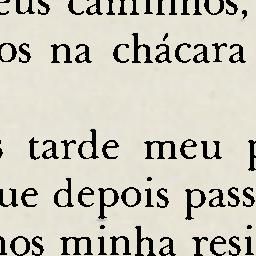 eus caminhos,
os na chácara
s tarde meu p
ue depois pass
nos minha resi